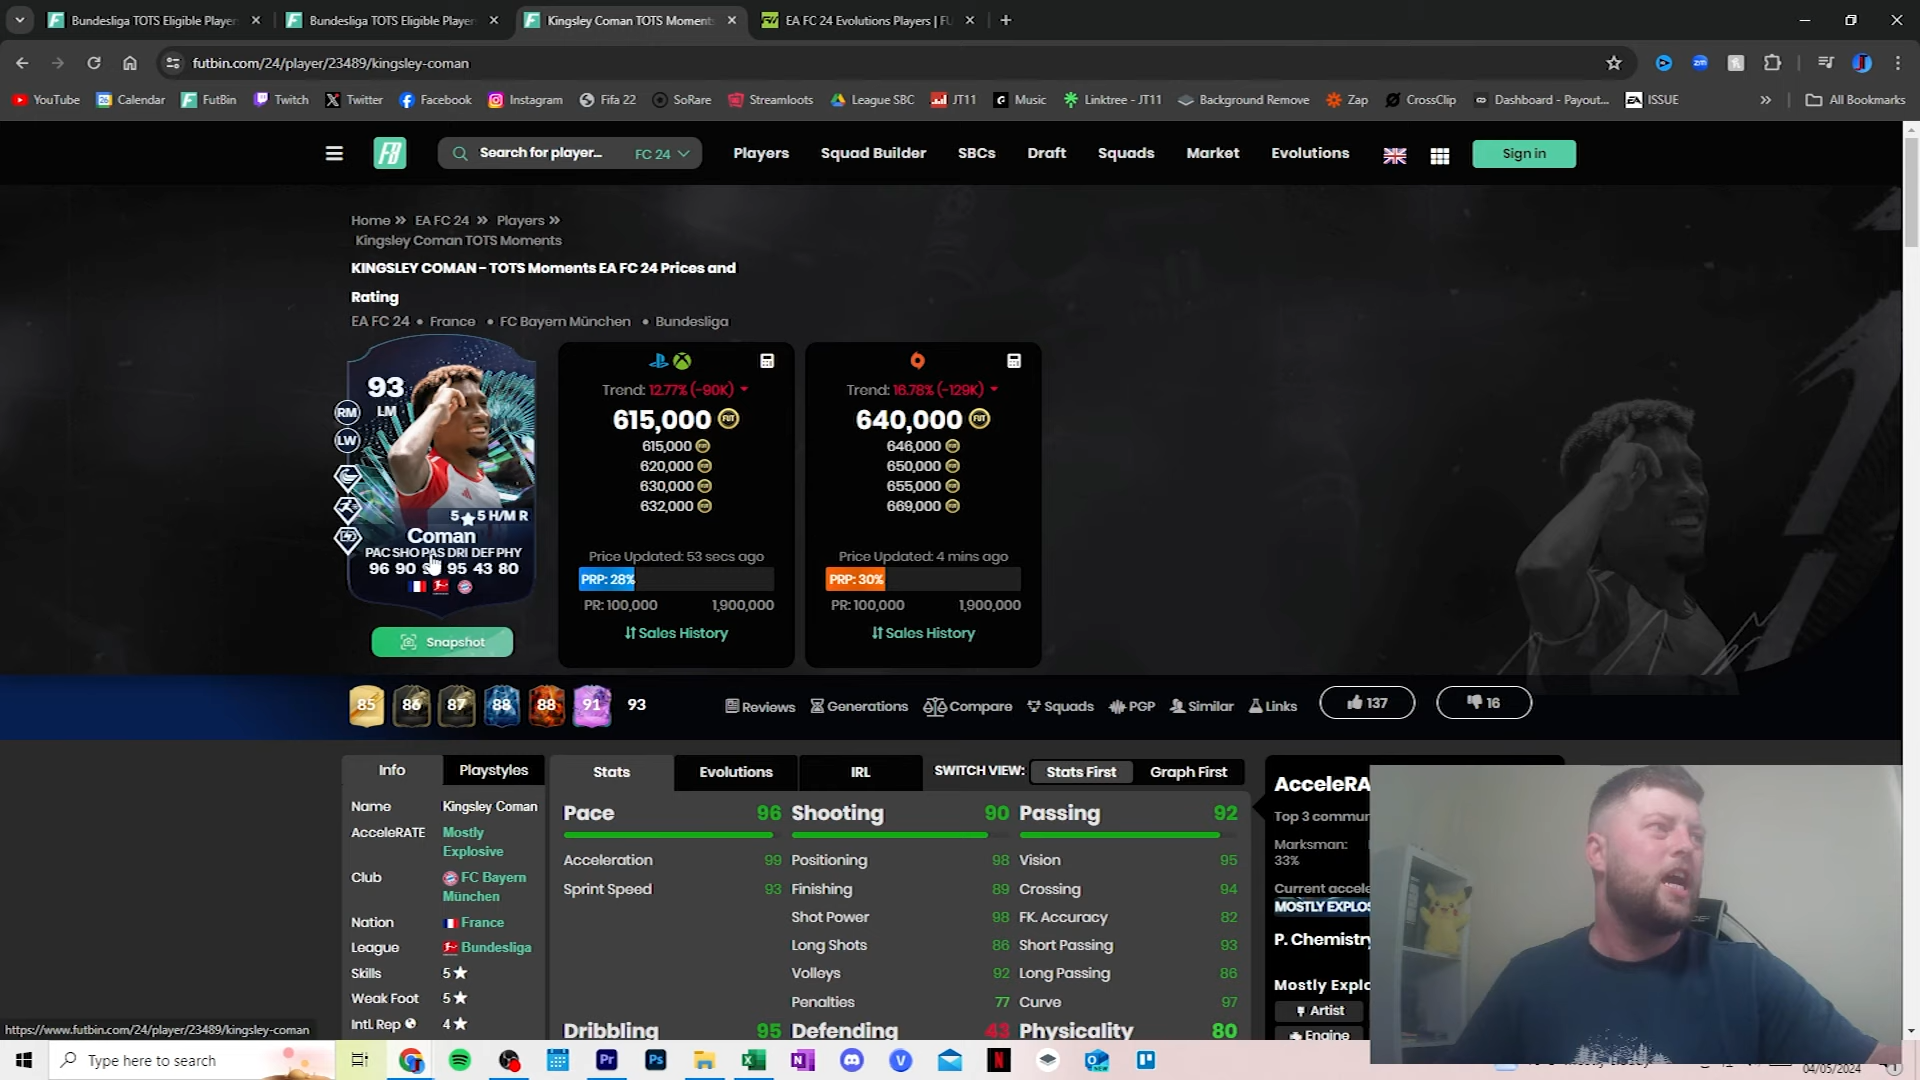 Bundesliga TOTS Eligible Player
Bundesliga TOTS Eligible Player
Kingsley Coman TOTS Moments
EA FC 24 Evolutions Players | FU
futbin.com/24/player/23489/kingsley-coman
YouTube
Calendar
FutBin
Twitch
Twitter
Facebook
Instagram
Fifa 22
SoRare
Streamloots
League SBC
JT11
Music
Linktree - JT11
Background Remove
Zap
CrossClip
Dashboard - Payout...
ISSUE
All Bookmarks
Search for player...
FC 24
Players
Squad Builder
SBCs
Draft
Squads
Market
Evolutions
Sign in
Home » EA FC 24 » Players »
Kingsley Coman TOTS Moments
KINGSLEY COMAN - TOTS Moments EA FC 24 Prices and
Rating
EA FC 24 • France • FC Bayern München • Bundesliga
93
LM
RM
LW
5 ★ 5 H/M R
Coman
PAC SHO PAS DRI DEF PHY
96 90 95 43 80
Snapshot
Trend: 12.77% (-90K)
615,000
615,000
620,000
630,000
632,000
Price Updated: 53 secs ago
PRP: 28%
PR: 100,000 1,900,000
Sales History
Trend: 16.78% (-129K)
640,000
646,000
650,000
655,000
669,000
Price Updated: 4 mins ago
PRP: 30%
PR: 100,000 1,900,000
Sales History
85 86 87 88 88 91 93
Reviews
Generations
Compare
Squads
PGP
Similar
Links
137
16
Info
Playstyles
Name Kingsley Coman
AcceleRATE Mostly
Explosive
Club FC Bayern
München
Nation France
League Bundesliga
Skills 5 ★
Weak Foot 5 ★
Intl. Rep 4 ★
Stats
Evolutions
IRL
SWITCH VIEW:
Stats First
Graph First
Pace 96
Acceleration 99
Sprint Speed 93
Shooting 90
Positioning 98
Finishing 89
Shot Power 98
Long Shots 86
Volleys 92
Penalties 77
Passing 92
Vision 95
Crossing 94
FK. Accuracy 82
Short Passing 93
Long Passing 86
Curve 97
Dribbling 95
Defending 43
Physicality 80
AcceleRA
Top 3 commun
Marksman:
33%
Current accele
MOSTLY EXPLOS
P. Chemistry
Mostly Explo
Artist
Engine
https://www.futbin.com/24/player/23489/kingsley-coman
Type here to search
04/05/2024